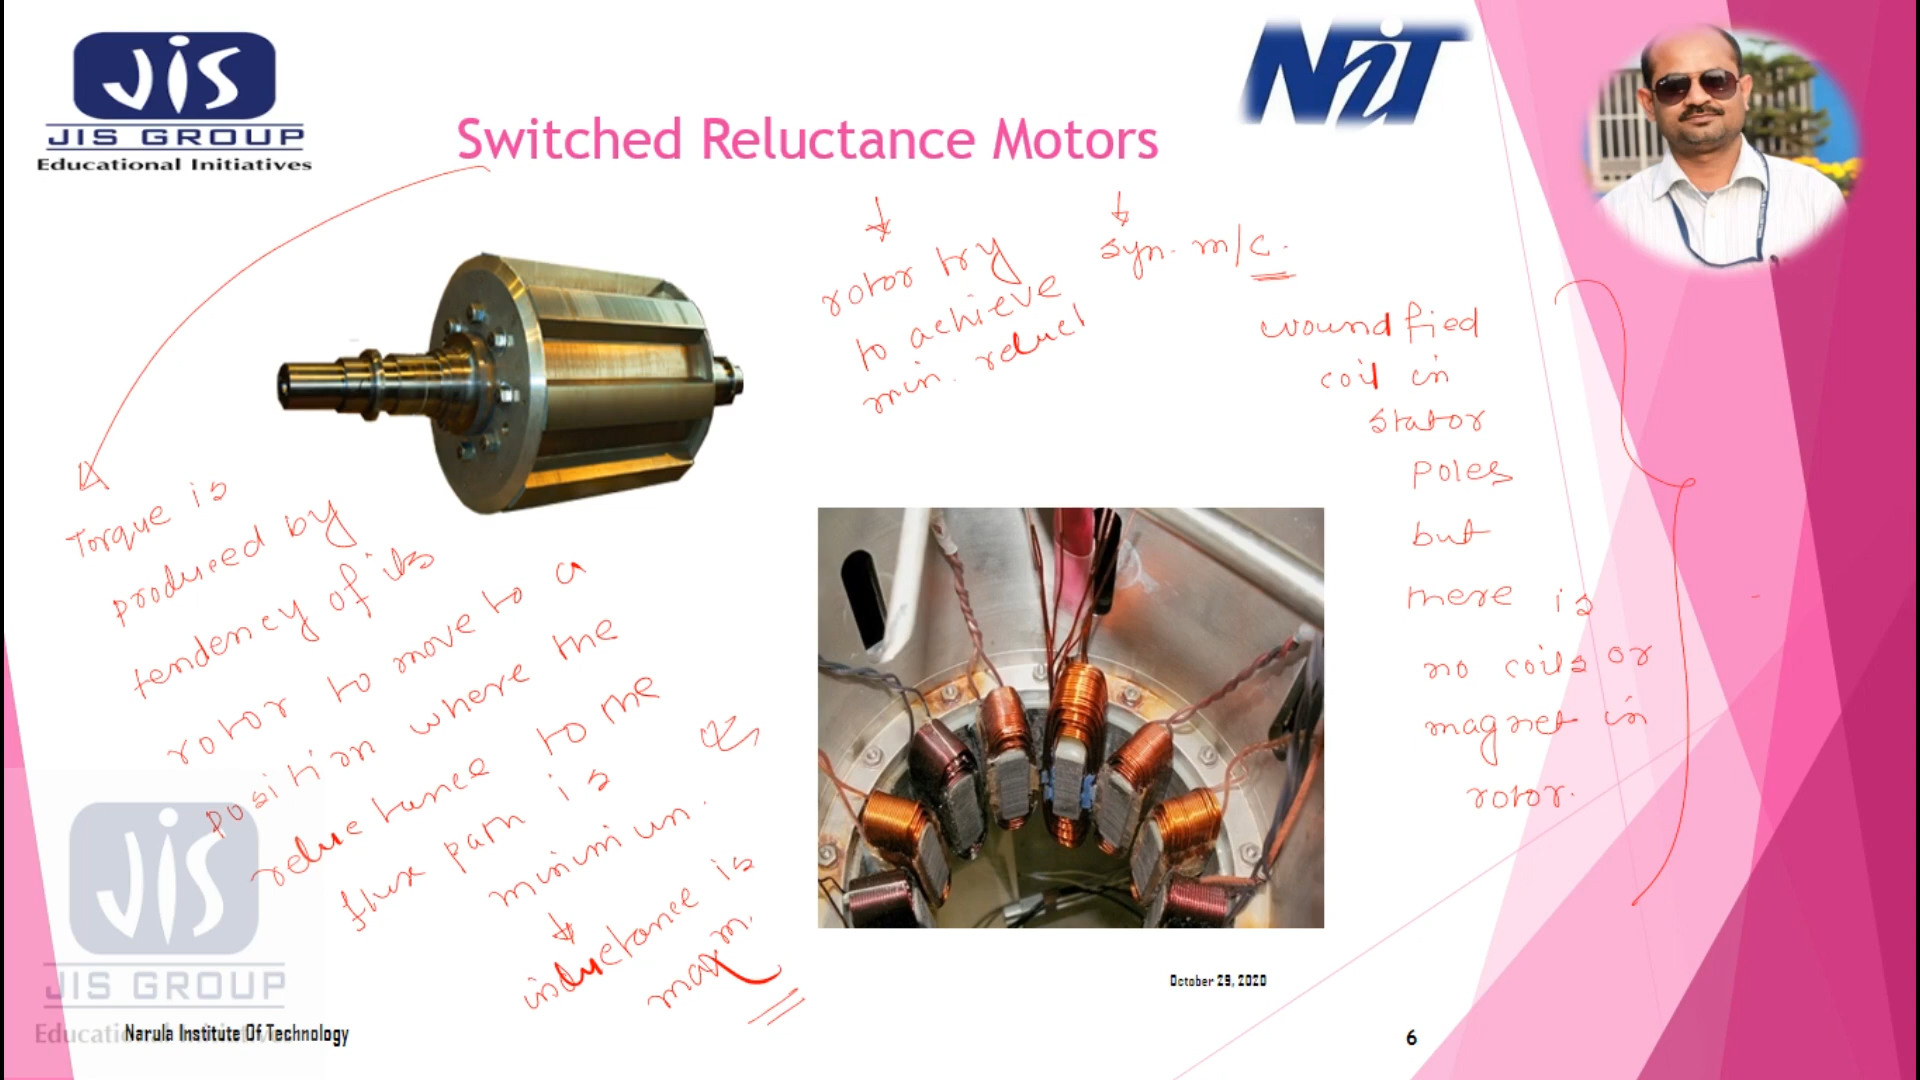 JIS
JIS GROUP
Educational Initiatives
NiT
Switched Reluctance Motors
rotor try
to achieve
min. reluct
syn. m/c.
wound fied
coil in
stator
poles
but
there is
no coils or
magnet in
rotor.
Torque is
produced by
tendency of its
rotor to move to a
position where the
reluctance to the
flux path is
minimum.
inductance is
maxm.
October 29, 2020
JIS
JIS GROUP
Narula Institute Of Technology
6